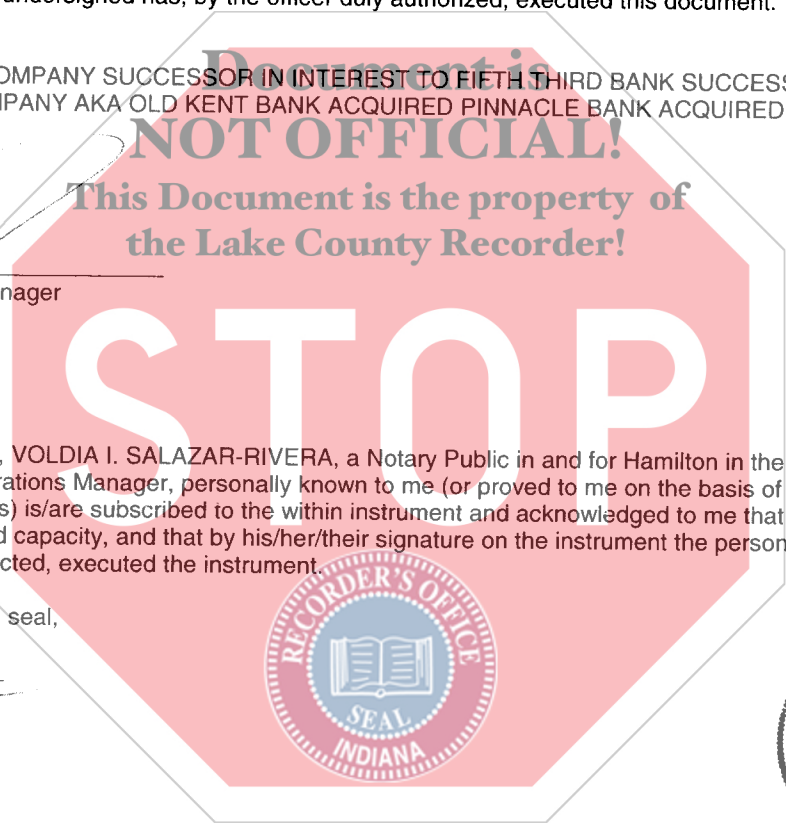 undersigned has, by the officer duly authorized, executed this document.
Document is
OMPANY SUCCESSOR IN INTEREST TO FIFTH THIRD BANK SUCCESS
MPANY AKA OLD KENT BANK ACQUIRED PINNACLE BANK ACQUIRED
NOT OFFICIAL!
This Document is the property of
the Lake County Recorder!
nager
STOP
, VOLDIA I. SALAZAR-RIVERA, a Notary Public in and for Hamilton in the
rations Manager, personally known to me (or proved to me on the basis of
s) is/are subscribed to the within instrument and acknowledged to me that
d capacity, and that by his/her/their signature on the instrument the person
cted, executed the instrument.
seal,
RECORDER'S OFFICE
SEAL
INDIANA